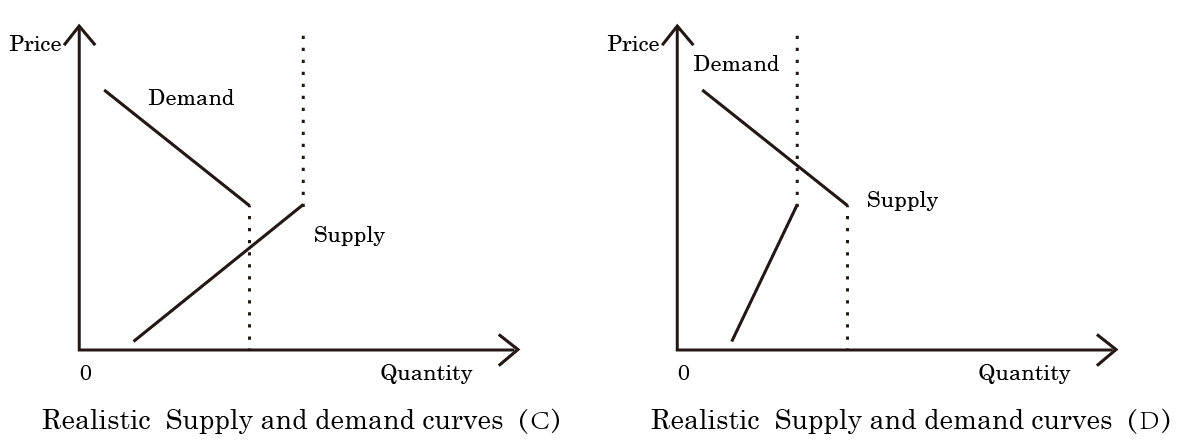 Price
Demand
Supply
0
Quantity
Realistic Supply and demand curves (C)
Price
Demand
Supply
0
Quantity
Realistic Supply and demand curves (D)